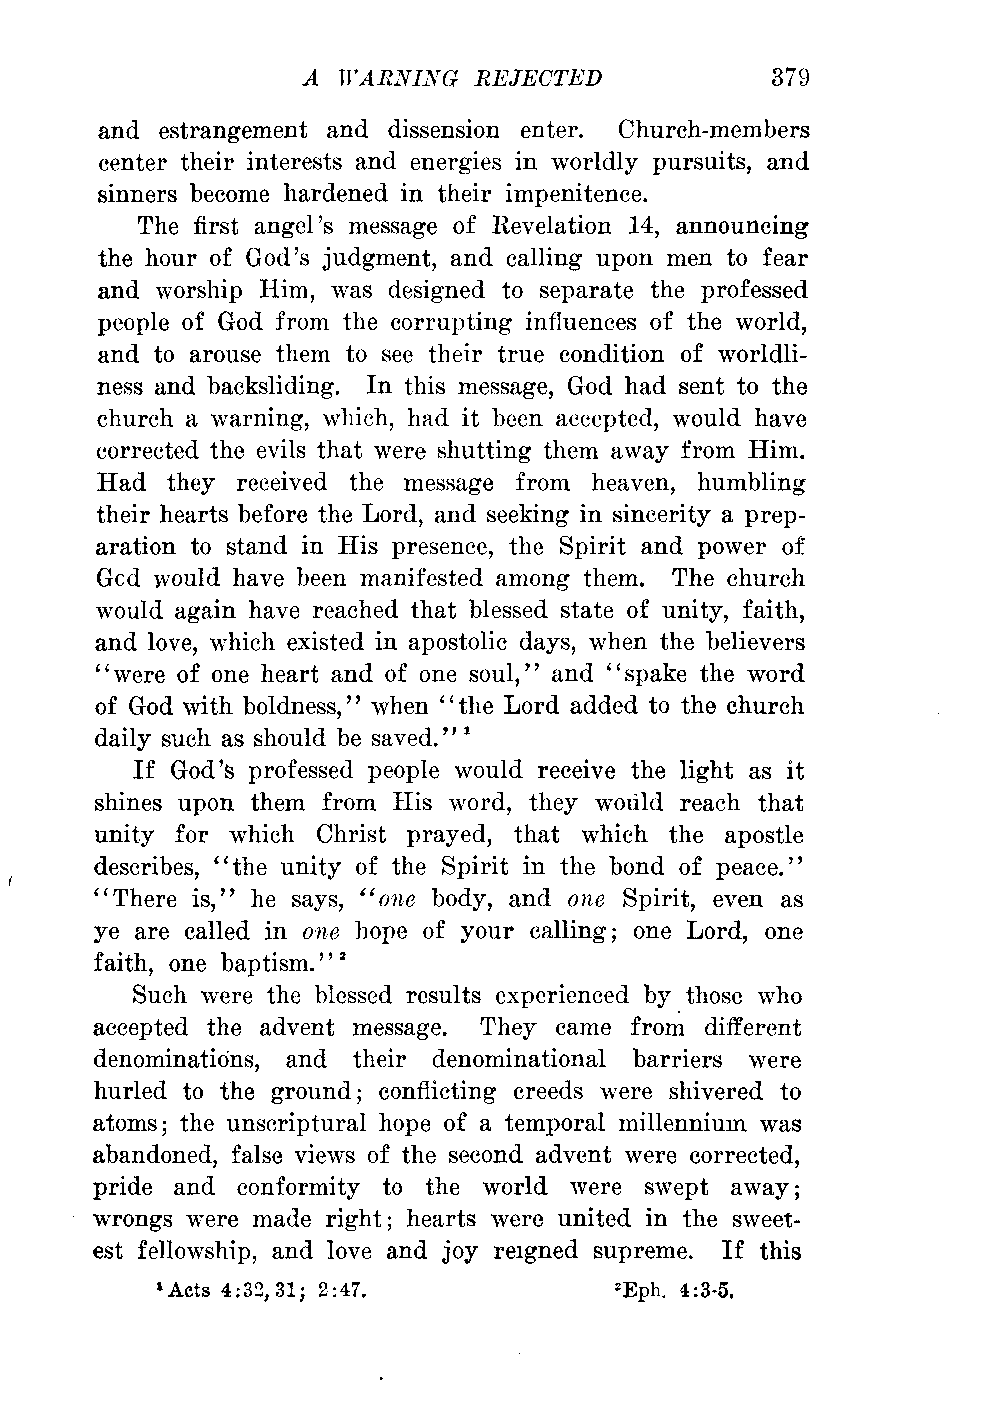 A WARNING REJECTED 379
and estrangement and dissension enter. Church-members
center their interests and energies in worldly pursuits, and
sinners become hardened in their impenitence.
The first angel's message of Revelation 14, announcing
the hour of God's judgment, and calling upon men to fear
and worship Him, was designed to separate the professed
people of God from the corrupting influences of the world,
and to arouse them to see their true condition of worldli-
ness and backsliding. In this message, God had sent to the
church a warning, which, had it been accepted, would have
corrected the evils that were shutting them away from Him.
Had they received the message from heaven, humbling
their hearts before the Lord, and seeking in sincerity a prep-
aration to stand in His presence, the Spirit and power of
God would have been manifested among them. The church
would again have reached that blessed state of unity, faith,
and love, which existed in apostolic days, when the believers
"were of one heart and of one soul," and "spake the word
of God with boldness," when "the Lord added to the church
daily such as should be saved."¹
If God's professed people would receive the light as it
shines upon them from His word, they would reach that
unity for which Christ prayed, that which the apostle
describes, "the unity of the Spirit in the bond of peace."
"There is," he says, "one body, and one Spirit, even as
ye are called in one hope of your calling; one Lord, one
faith, one baptism."²
Such were the blessed results experienced by those who
accepted the advent message. They came from different
denominations, and their denominational barriers were
hurled to the ground; conflicting creeds were shivered to
atoms; the unscriptural hope of a temporal millennium was
abandoned, false views of the second advent were corrected,
pride and conformity to the world were swept away;
wrongs were made right; hearts were united in the sweet-
est fellowship, and love and joy reigned supreme. If this
¹Acts 4:32, 31; 2:47. ²Eph. 4:3-5.